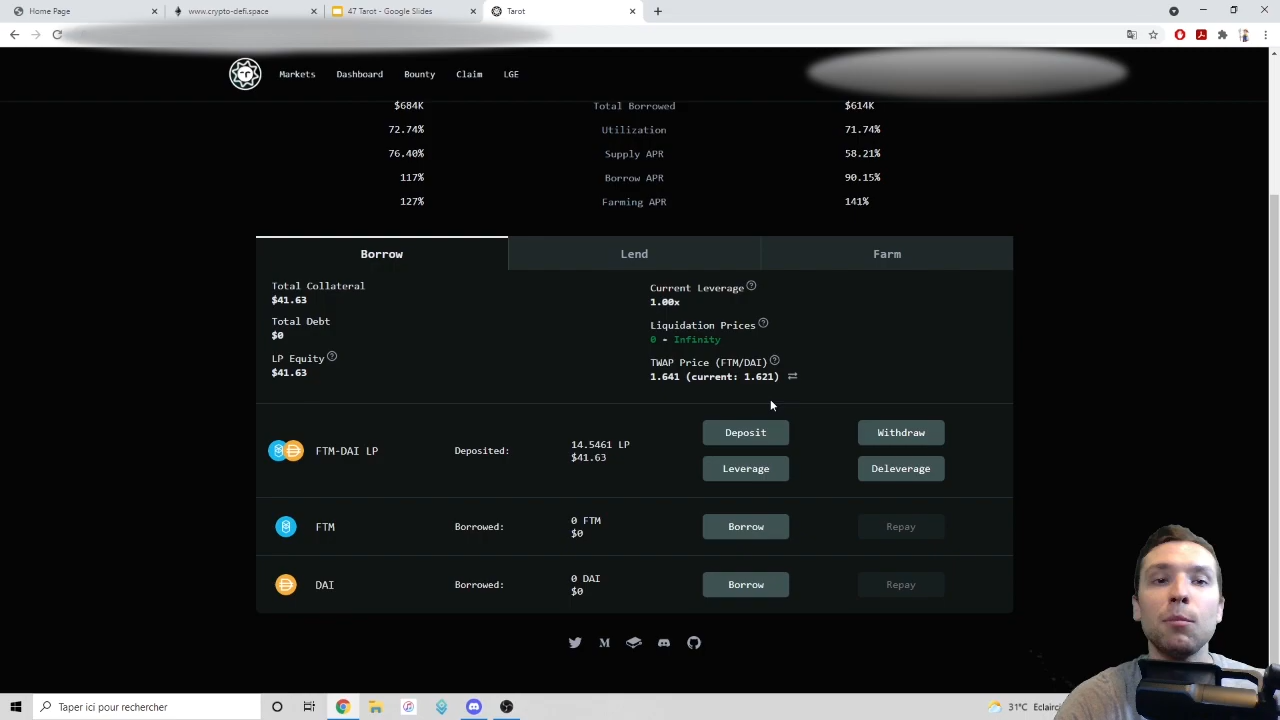 Home Page
www.crypto-defi.space
47 Tarot - Google Slides
Tarot
Markets Dashboard Bounty Claim LGE
$684K Total Borrowed $614K
72.74% Utilization 71.74%
76.40% Supply APR 58.21%
117% Borrow APR 90.15%
127% Farming APR 141%
Borrow Lend Farm
Total Collateral
$41.63
Total Debt
$0
LP Equity
$41.63
Current Leverage
1.00x
Liquidation Prices
0 - Infinity
TWAP Price (FTM/DAI)
1.641 (current: 1.621)
FTM-DAI LP
Deposited:
14.5461 LP
$41.63
Deposit Withdraw
Leverage Deleverage
FTM
Borrowed:
0 FTM
$0
Borrow Repay
DAI
Borrowed:
0 DAI
$0
Borrow Repay
Taper ici pour rechercher
31°C Eclairci